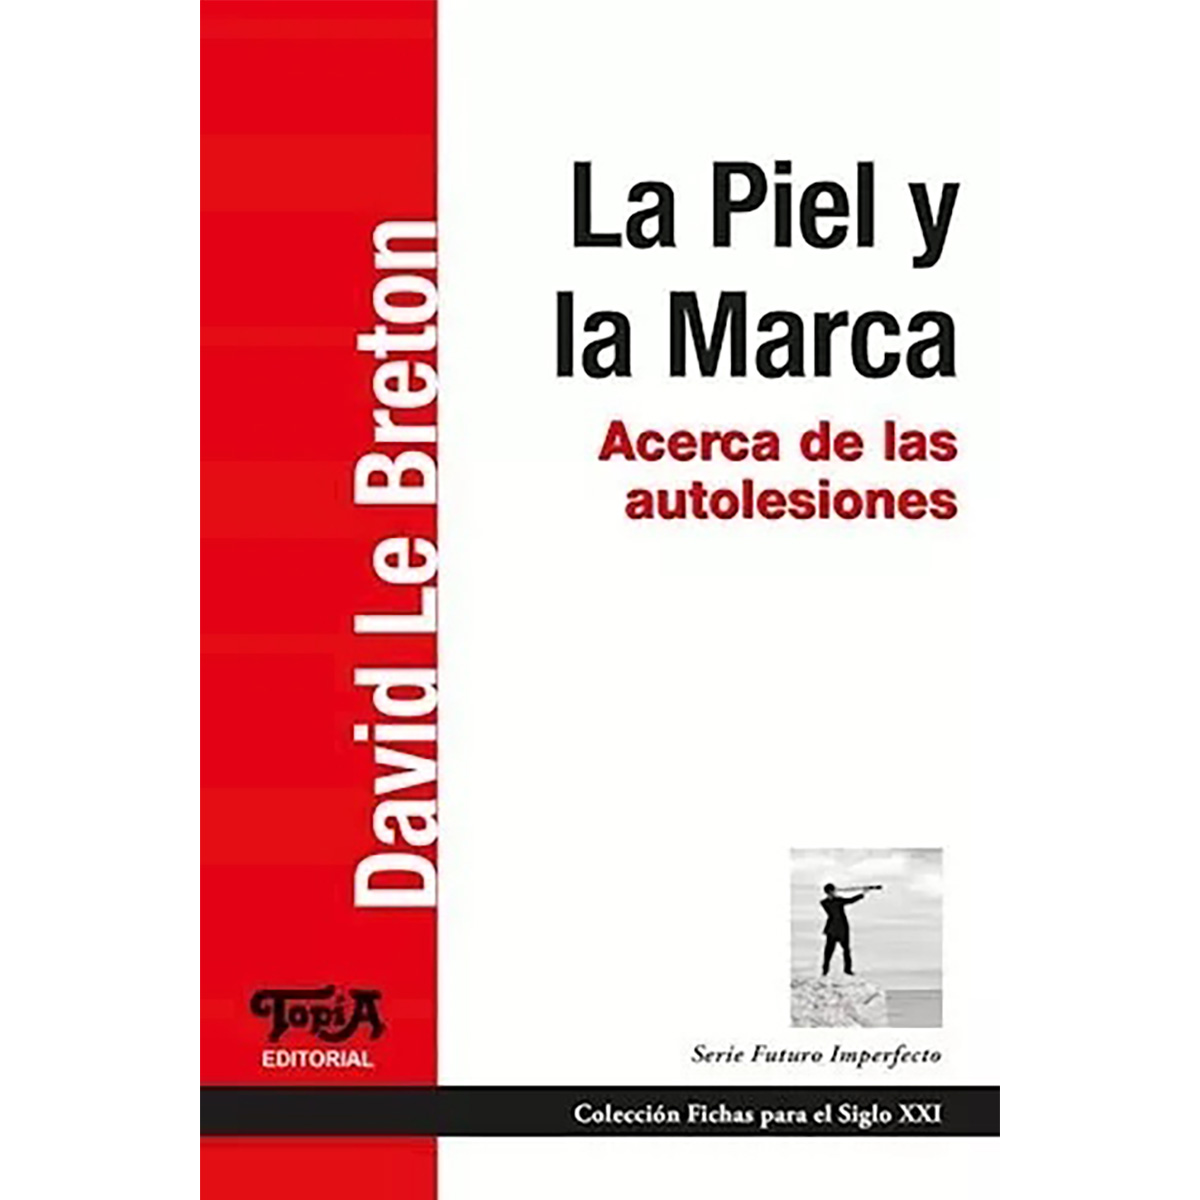 La Piel y
la Marca
Acerca de las
autolesiones
David Le Breton
Topía
EDITORIAL
Serie Futuro Imperfecto
Colección Fichas para el Siglo XXI